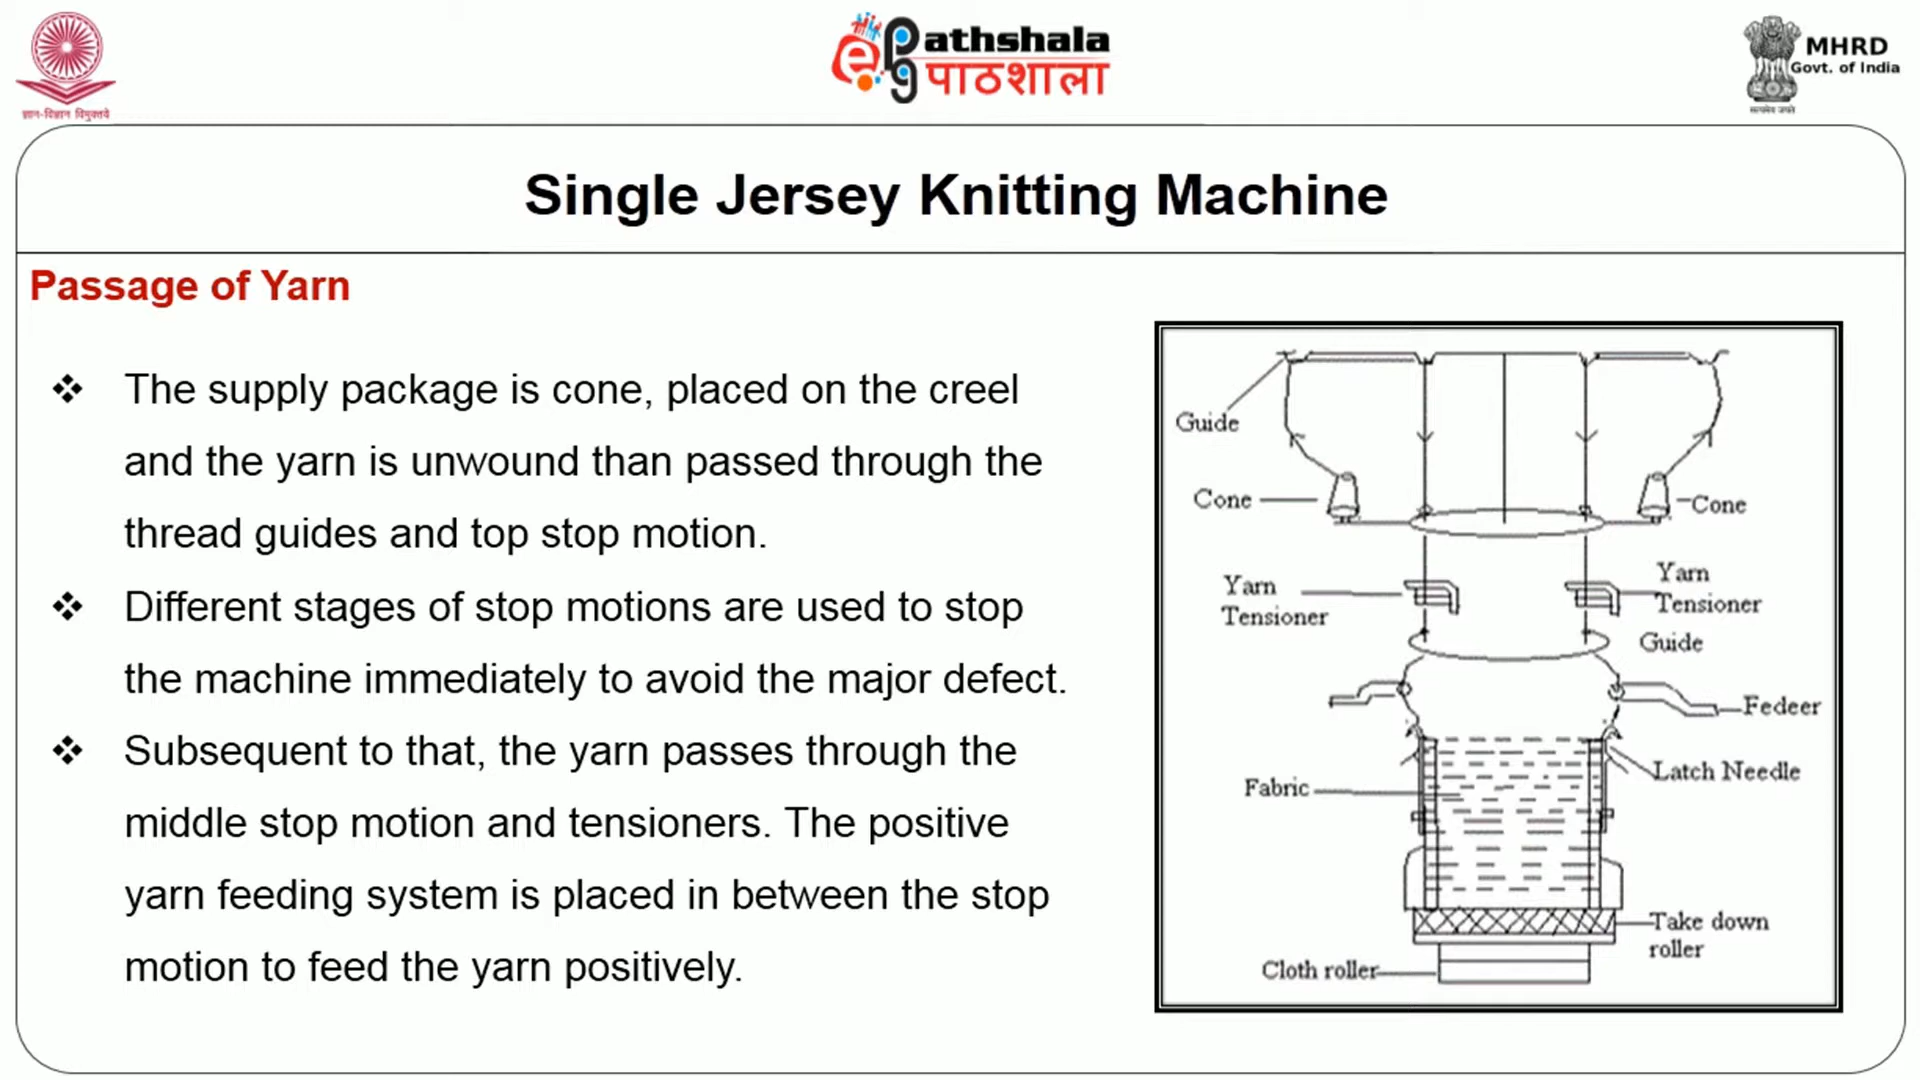 ज्ञान-विज्ञान विमुक्तये
ePathshala
पाठशाला
MHRD
Govt. of India
सत्यमेव जयते
Single Jersey Knitting Machine
Passage of Yarn
❖ The supply package is cone, placed on the creel
and the yarn is unwound than passed through the
thread guides and top stop motion.
❖ Different stages of stop motions are used to stop
the machine immediately to avoid the major defect.
❖ Subsequent to that, the yarn passes through the
middle stop motion and tensioners. The positive
yarn feeding system is placed in between the stop
motion to feed the yarn positively.
Guide
Cone
Cone
Yarn
Tensioner
Yarn
Tensioner
Guide
Fedeer
Latch Needle
Fabric
Take down
roller
Cloth roller